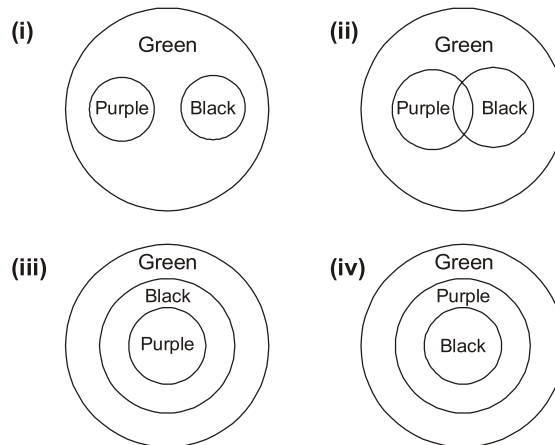 (i)
Green
Purple
Black
(ii)
Green
Purple
Black
(iii)
Green
Black
Purple
(iv)
Green
Purple
Black